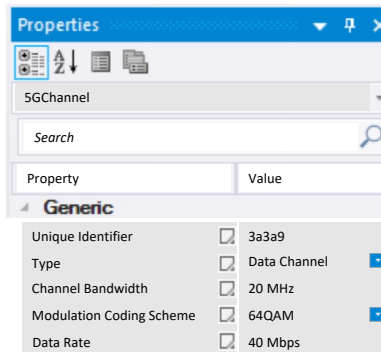 Properties
5GChannel
Search
Property Value
Generic
Unique Identifier 3a3a9
Type Data Channel
Channel Bandwidth 20 MHz
Modulation Coding Scheme 64QAM
Data Rate 40 Mbps